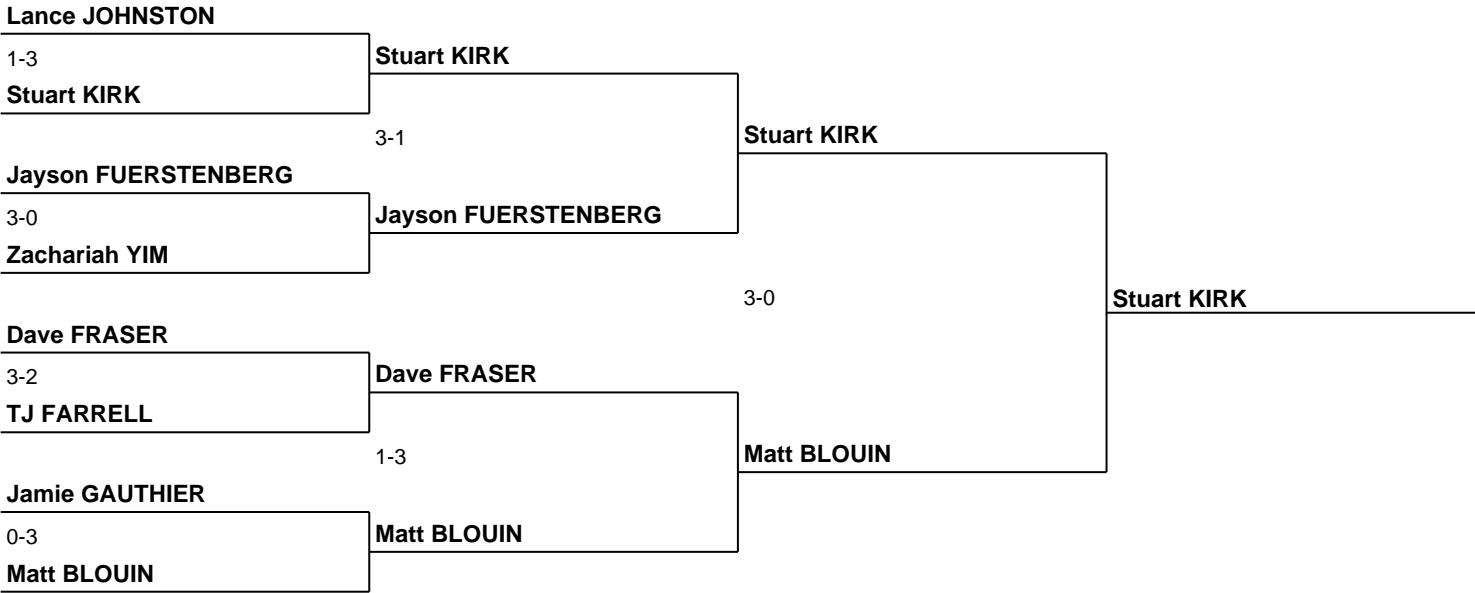 Lance JOHNSTON
1-3
Stuart KIRK
Stuart KIRK
3-1
Stuart KIRK
Jayson FUERSTENBERG
3-0
Jayson FUERSTENBERG
Zachariah YIM
3-0
Stuart KIRK
Dave FRASER
3-2
Dave FRASER
TJ FARRELL
1-3
Matt BLOUIN
Jamie GAUTHIER
0-3
Matt BLOUIN
Matt BLOUIN